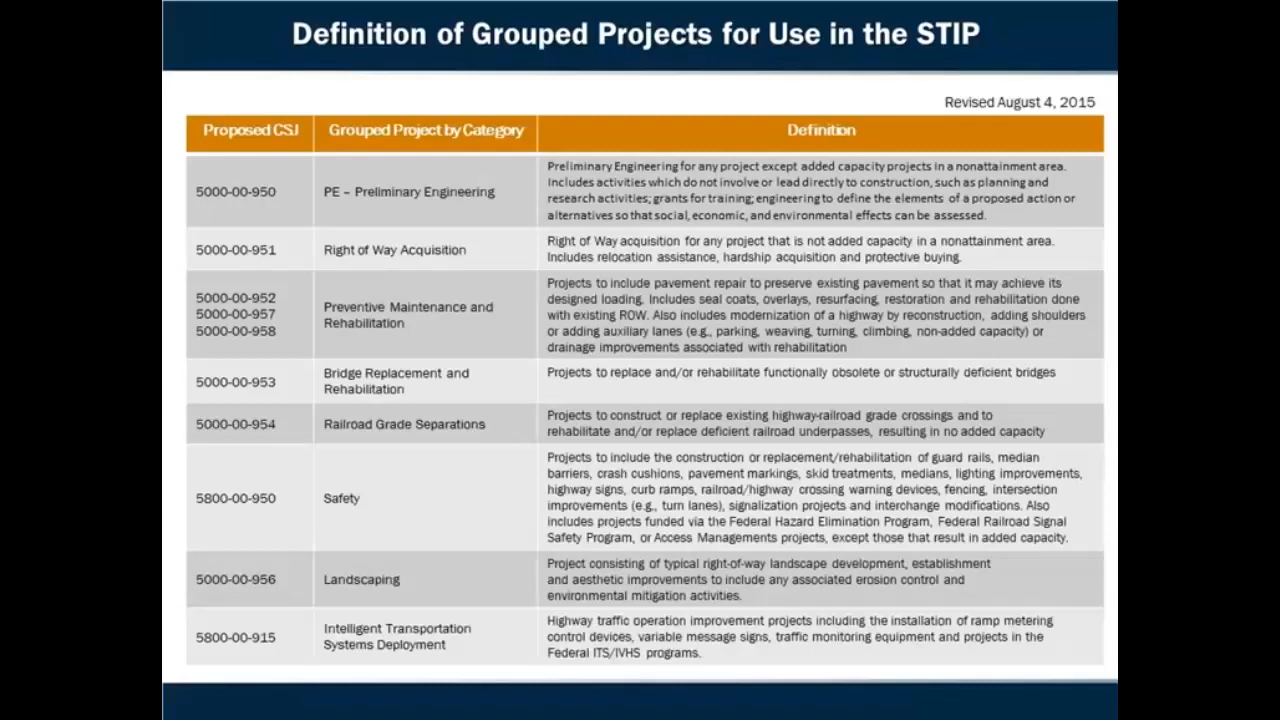 Definition of Grouped Projects for Use in the STIP
Revised August 4, 2015
Proposed CSJ
Grouped Project by Category
Definition
5000-00-950
PE – Preliminary Engineering
Preliminary Engineering for any project except added capacity projects in a nonattainment area.
Includes activities which do not involve or lead directly to construction, such as planning and
research activities; grants for training; engineering to define the elements of a proposed action or
alternatives so that social, economic, and environmental effects can be assessed.
5000-00-951
Right of Way Acquisition
Right of Way acquisition for any project that is not added capacity in a nonattainment area.
Includes relocation assistance, hardship acquisition and protective buying.
5000-00-952
5000-00-957
5000-00-958
Preventive Maintenance and
Rehabilitation
Projects to include pavement repair to preserve existing pavement so that it may achieve its
designed loading. Includes seal coats, overlays, resurfacing, restoration and rehabilitation done
with existing ROW. Also includes modernization of a highway by reconstruction, adding shoulders
or adding auxiliary lanes (e.g., parking, weaving, turning, climbing, non-added capacity) or
drainage improvements associated with rehabilitation
5000-00-953
Bridge Replacement and
Rehabilitation
Projects to replace and/or rehabilitate functionally obsolete or structurally deficient bridges
5000-00-954
Railroad Grade Separations
Projects to construct or replace existing highway-railroad grade crossings and to
rehabilitate and/or replace deficient railroad underpasses, resulting in no added capacity
5800-00-950
Safety
Projects to include the construction or replacement/rehabilitation of guard rails, median
barriers, crash cushions, pavement markings, skid treatments, medians, lighting improvements,
highway signs, curb ramps, railroad/highway crossing warning devices, fencing, intersection
improvements (e.g., turn lanes), signalization projects and interchange modifications. Also
includes projects funded via the Federal Hazard Elimination Program, Federal Railroad Signal
Safety Program, or Access Managements projects, except those that result in added capacity.
5000-00-956
Landscaping
Project consisting of typical right-of-way landscape development, establishment
and aesthetic improvements to include any associated erosion control and
environmental mitigation activities.
5800-00-915
Intelligent Transportation
Systems Deployment
Highway traffic operation improvement projects including the installation of ramp metering
control devices, variable message signs, traffic monitoring equipment and projects in the
Federal ITS/IVHS programs.